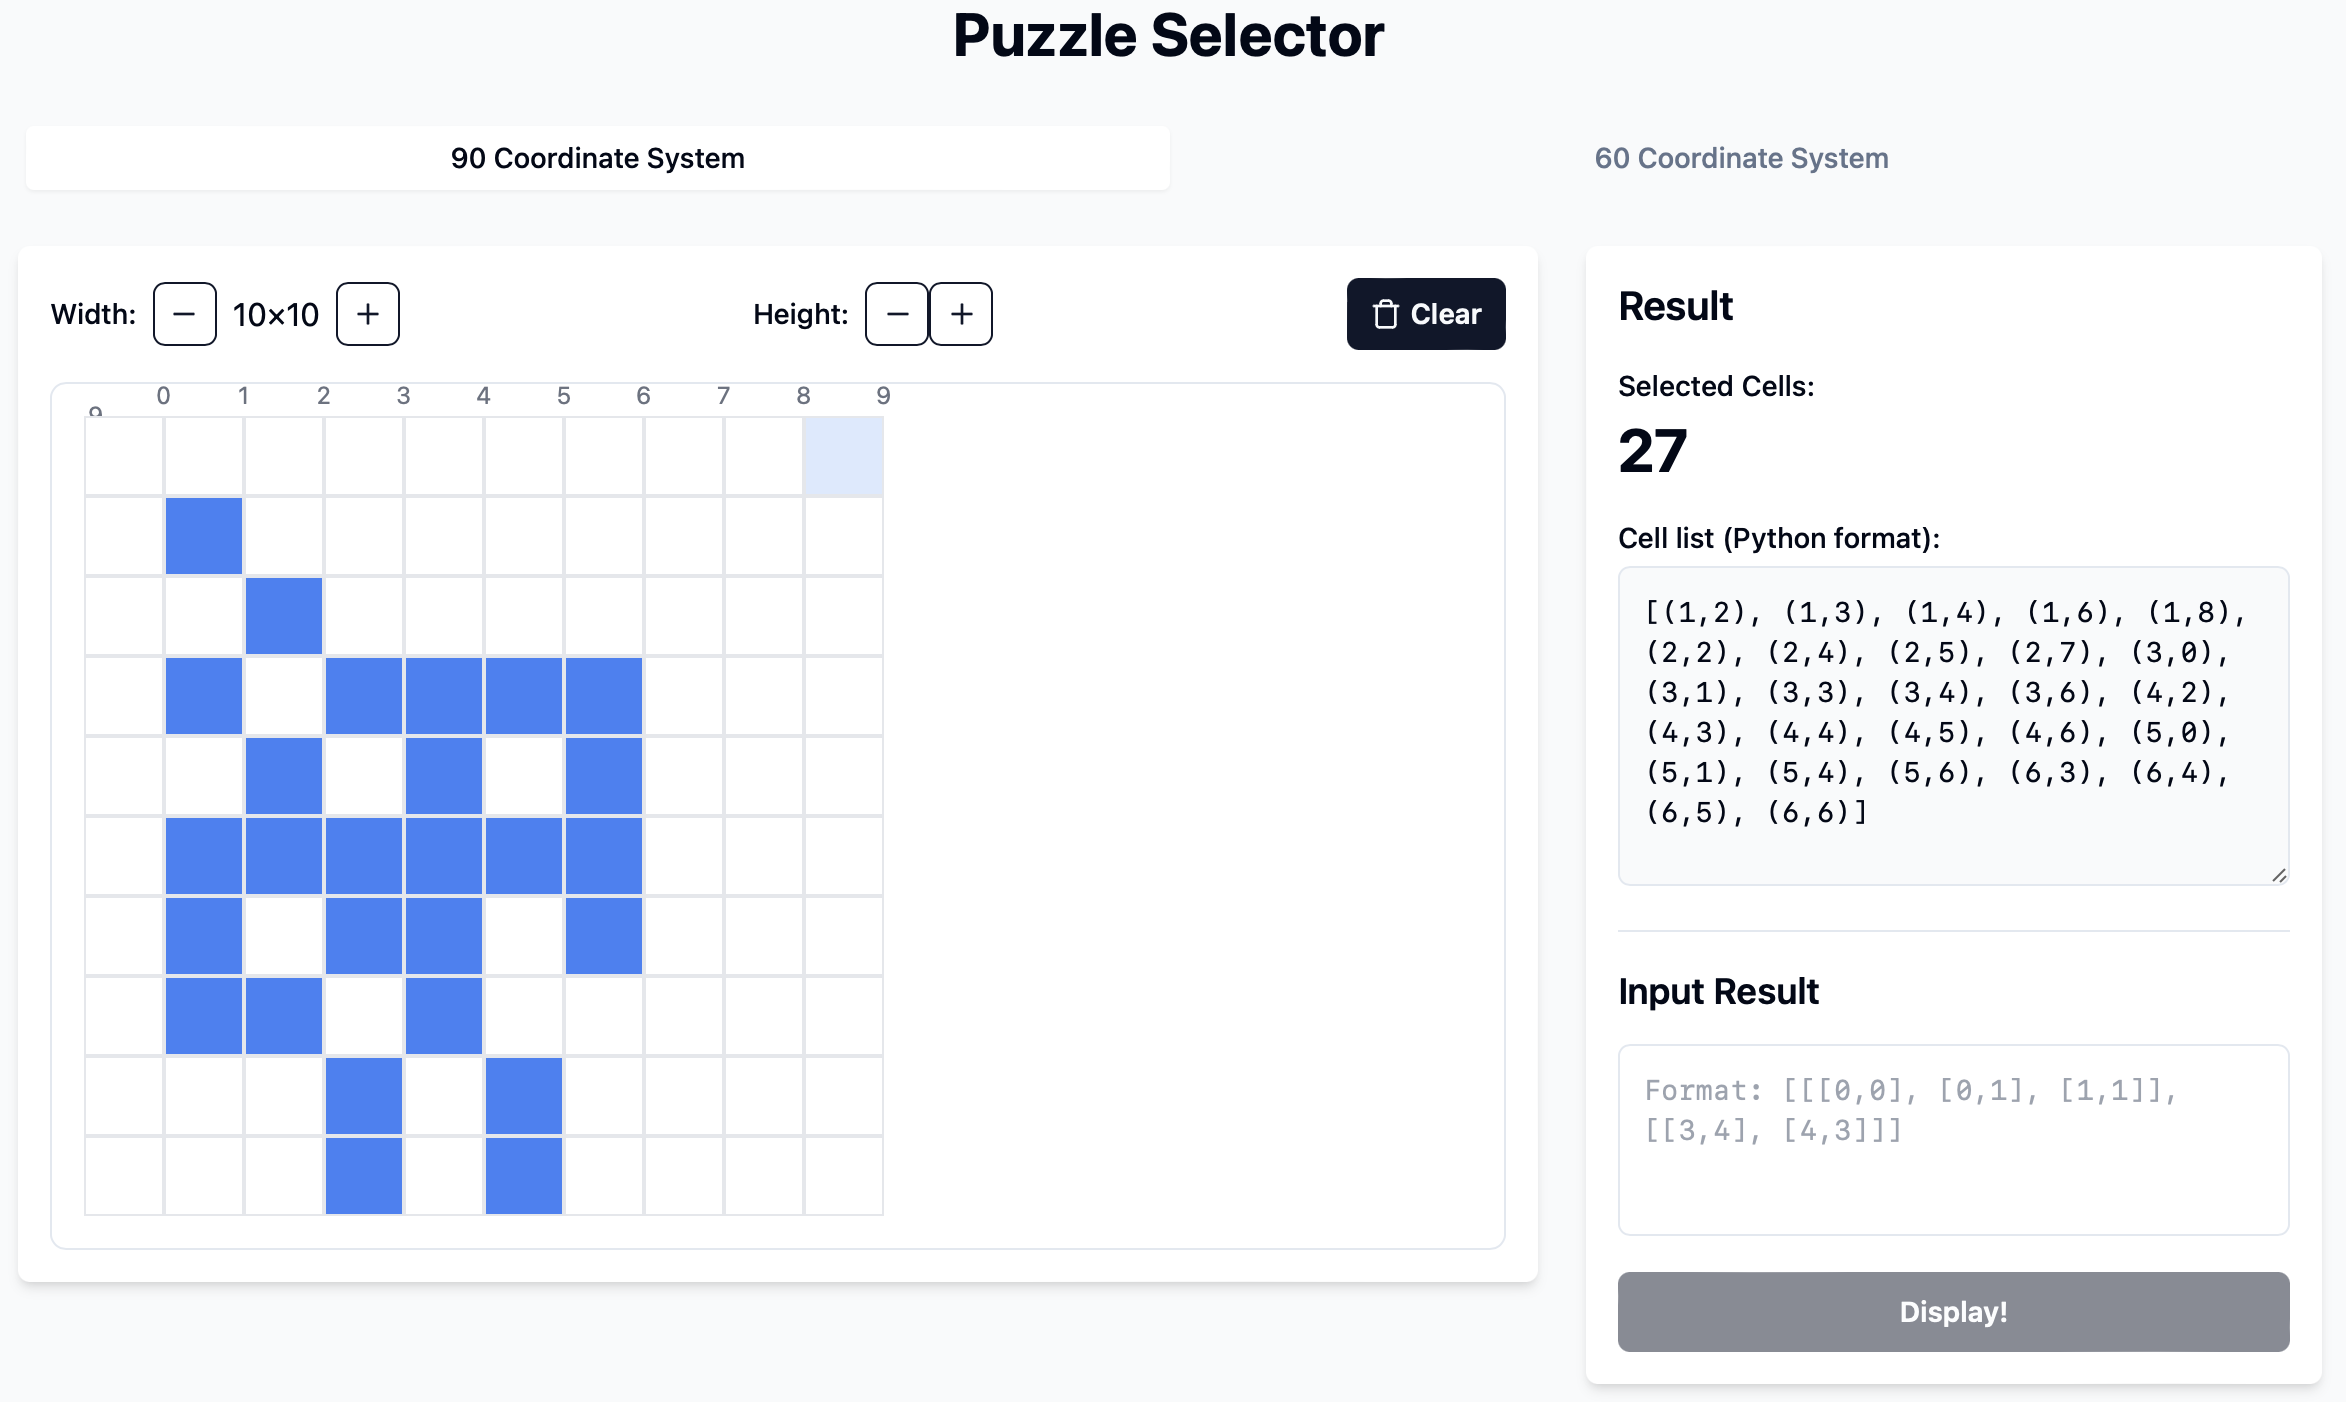 Puzzle Selector
90 Coordinate System
60 Coordinate System
Width: 10×10
Height:
Clear
0 1 2 3 4 5 6 7 8 9
Result
Selected Cells:
27
Cell list (Python format):
[(1,2), (1,3), (1,4), (1,6), (1,8),
(2,2), (2,4), (2,5), (2,7), (3,0),
(3,1), (3,3), (3,4), (3,6), (4,2),
(4,3), (4,4), (4,5), (4,6), (5,0),
(5,1), (5,4), (5,6), (6,3), (6,4),
(6,5), (6,6)]
Input Result
Format: [[[0,0], [0,1], [1,1]],
[[3,4], [4,3]]]
Display!